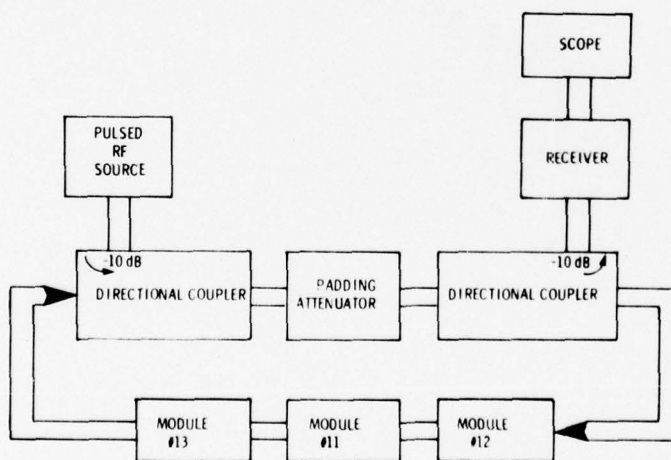 SCOPE
PULSED
RF
SOURCE
RECEIVER
-10 dB
-10 dB
DIRECTIONAL COUPLER
PADDING
ATTENUATOR
DIRECTIONAL COUPLER
MODULE
#13
MODULE
#11
MODULE
#12